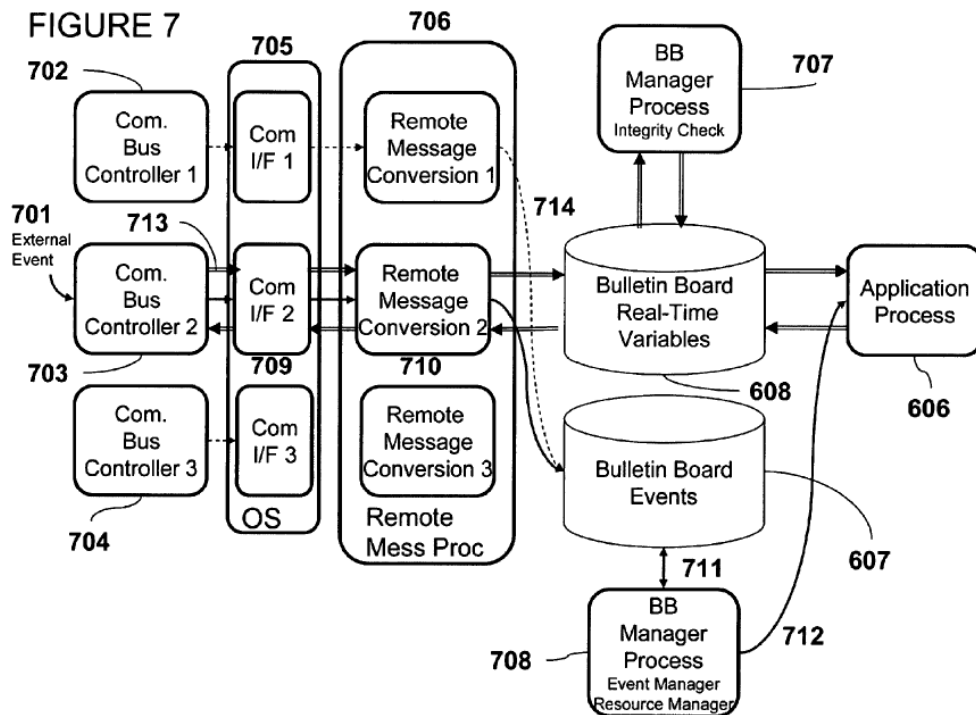 FIGURE 7
702
Com.
Bus
Controller 1
705
Com
I/F 1
706
Remote
Message
Conversion 1
BB
Manager
Process
Integrity Check
707
701
External
Event
713
Com.
Bus
Controller 2
703
Com
I/F 2
709
Remote
Message
Conversion 2
710
714
Bulletin Board
Real-Time
Variables
608
Application
Process
606
Com.
Bus
Controller 3
704
Com
I/F 3
OS
Remote
Message
Conversion 3
Remote
Mess Proc
Bulletin Board
Events
607
711
BB
Manager
Process
Event Manager
Resource Manager
708
712